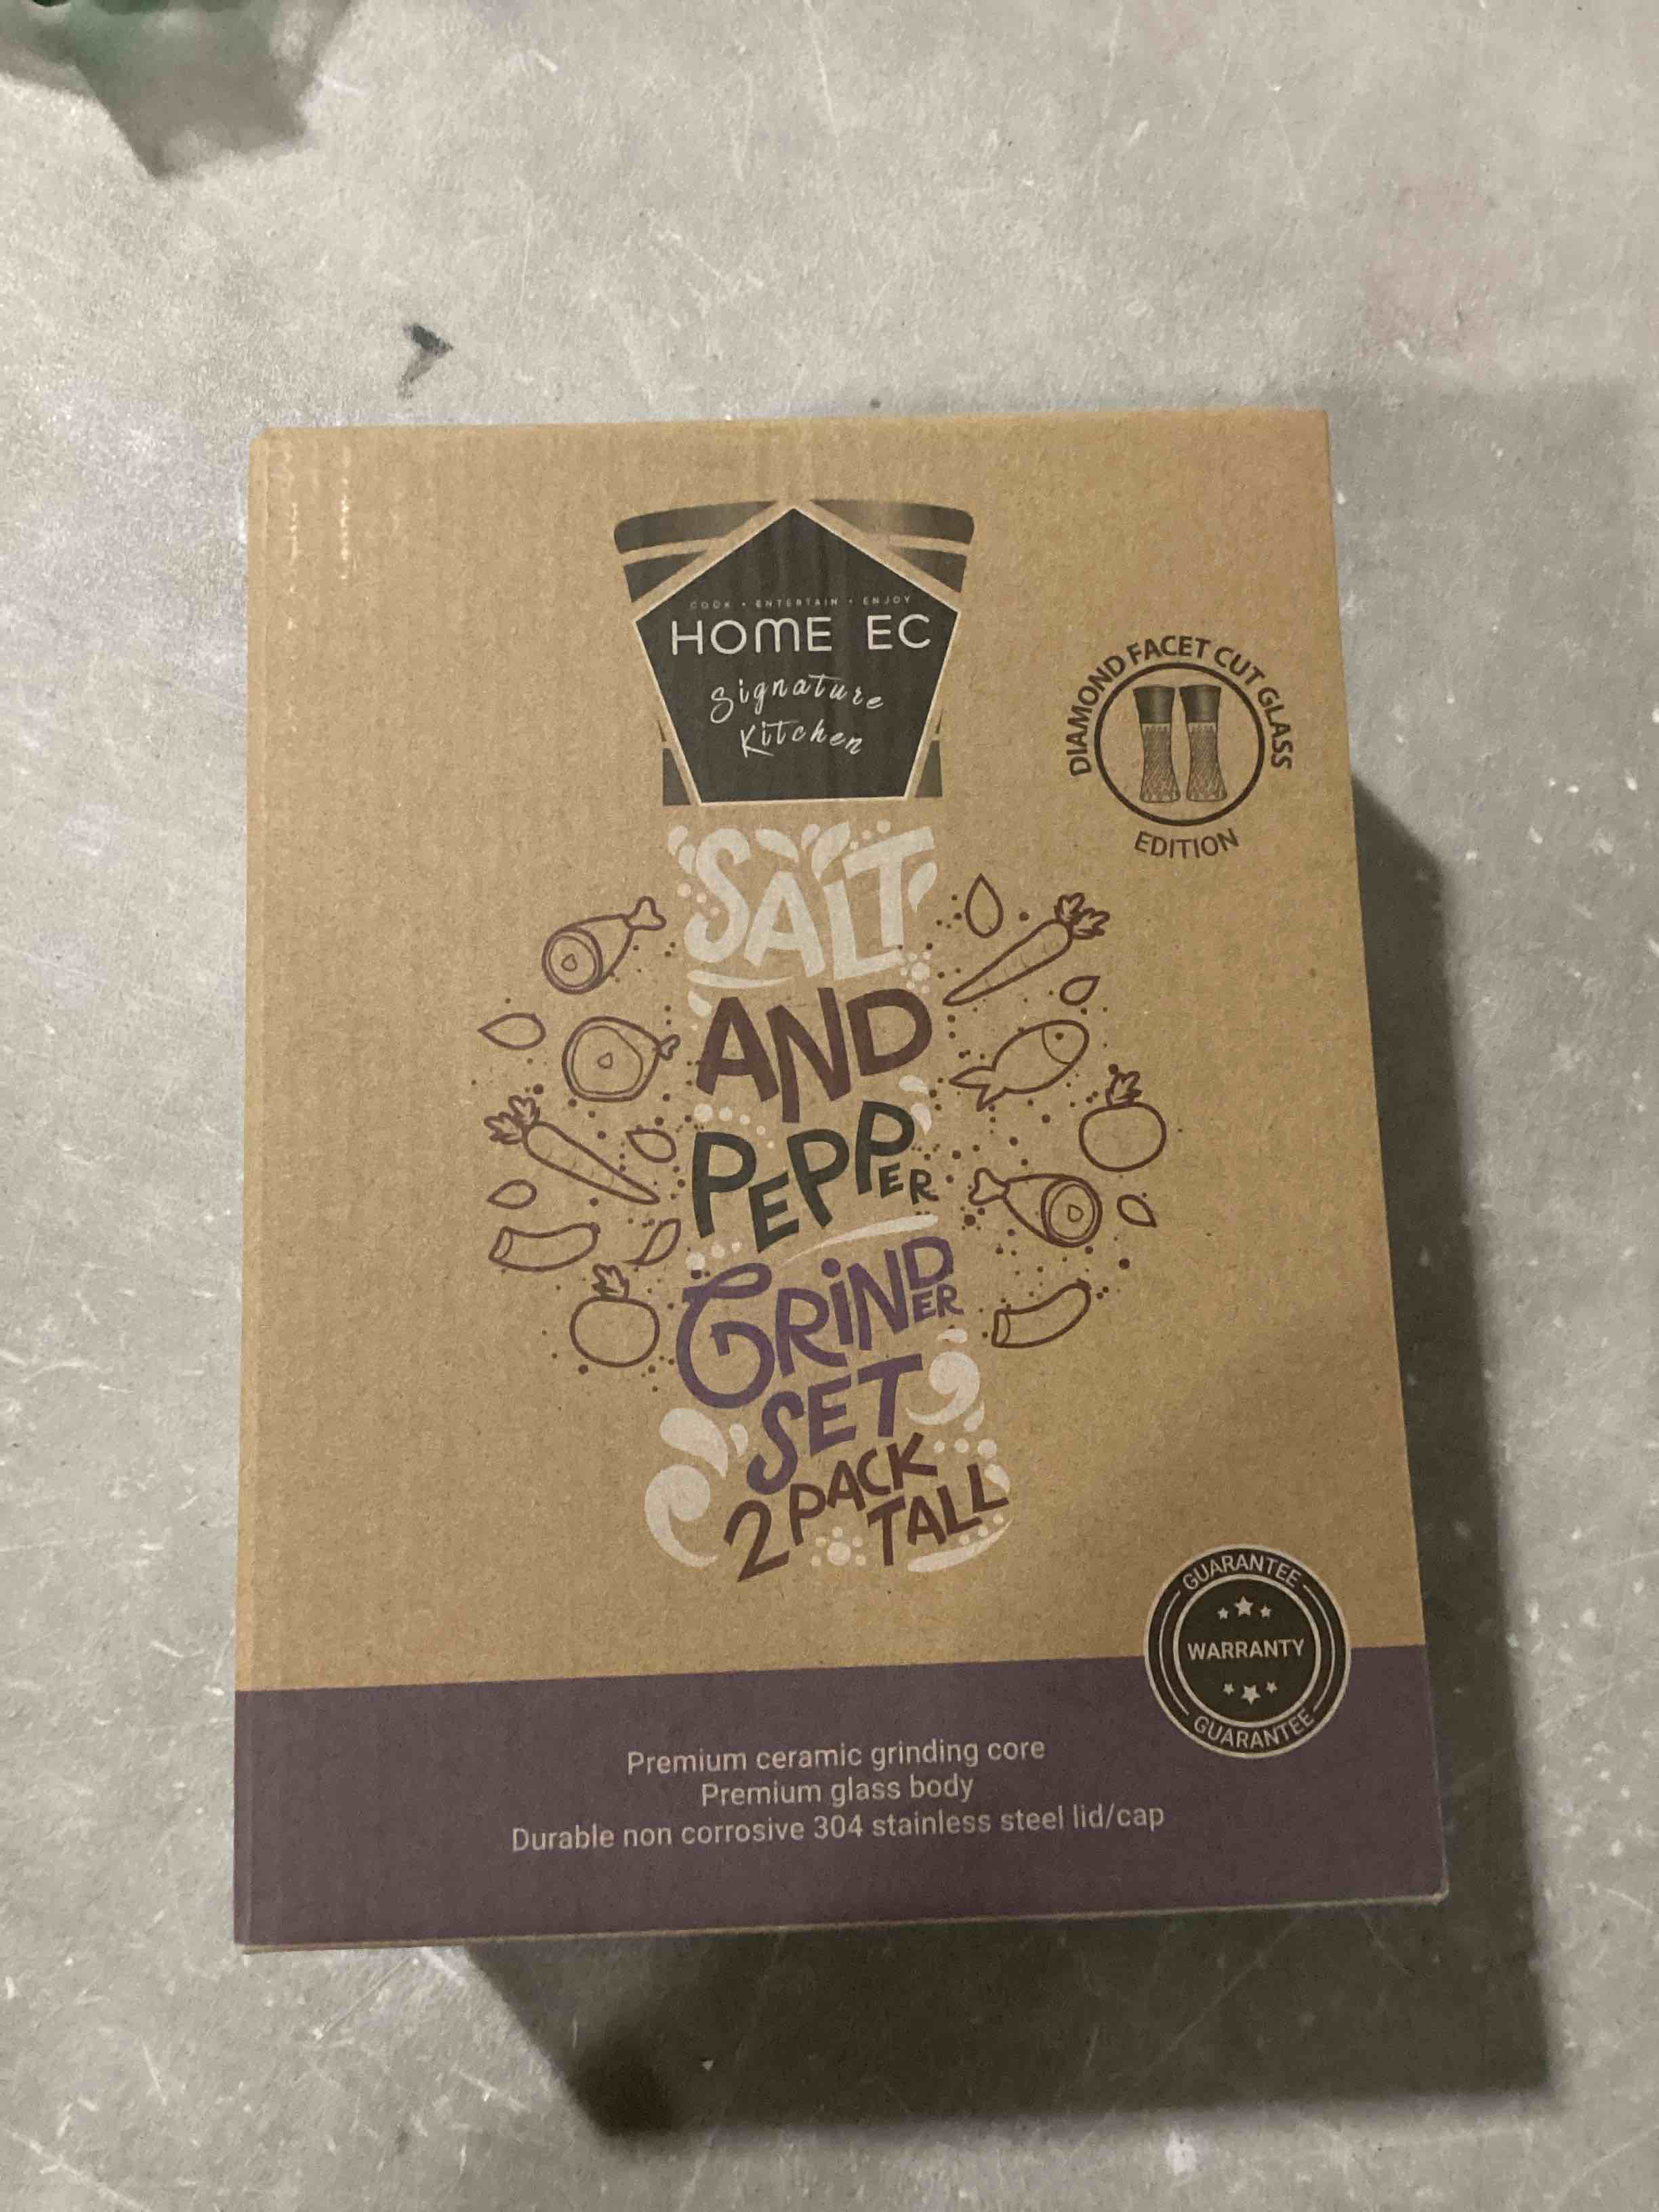 COOK • ENTERTAIN • ENJOY
HOME EC
Signature
Kitchen
DIAMOND FACET CUT GLASS
EDITION
SALT
AND
PEPPER
GRINDER
SET
2 PACK
TALL
GUARANTEE
WARRANTY
GUARANTEE
Premium ceramic grinding core
Premium glass body
Durable non corrosive 304 stainless steel lid/cap